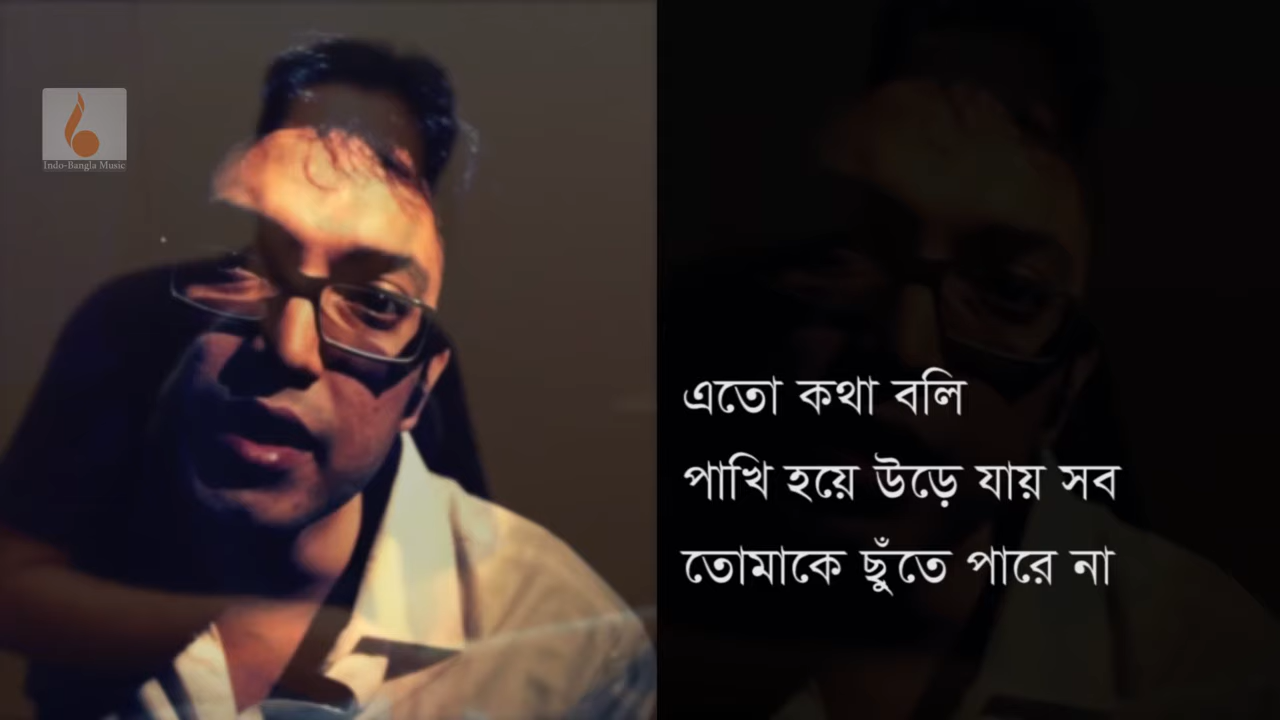 Indo-Bangla Music
এতো কথা বলি
পাখি হয়ে উড়ে যায় সব
তোমাকে ছুঁতে পারে না